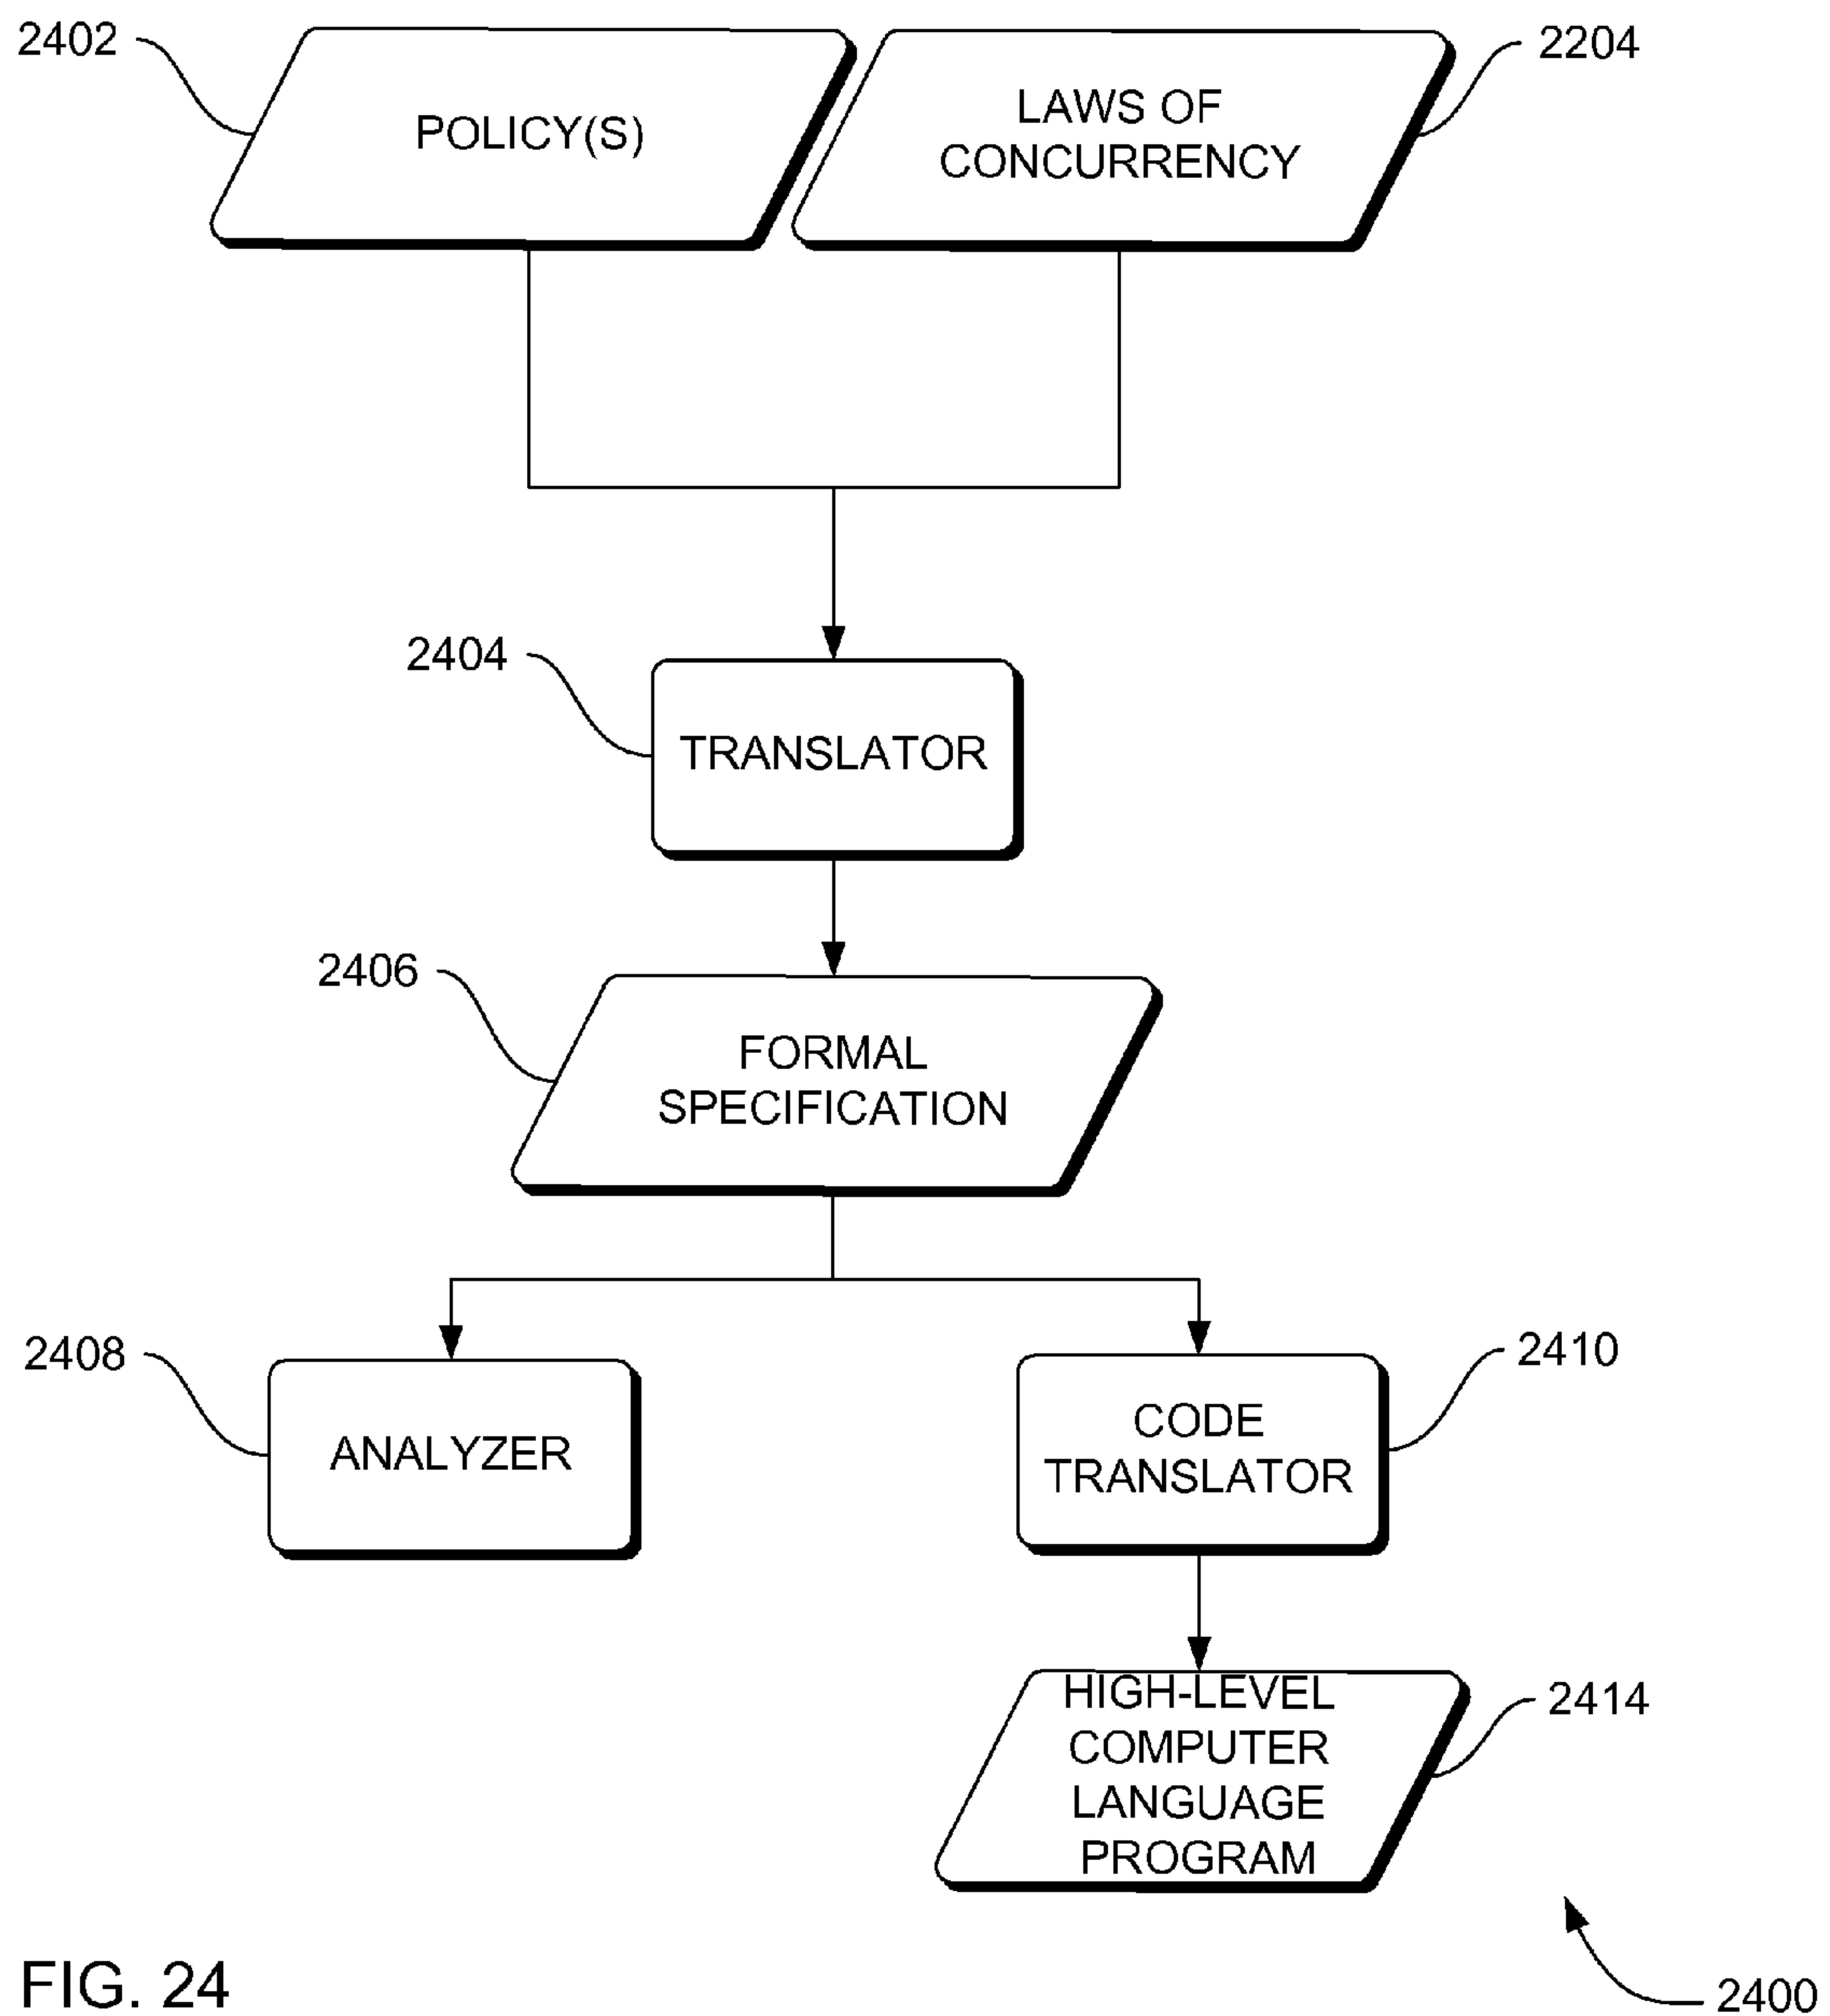 2402
POLICY(S)
LAWS OF
CONCURRENCY
2204
2404
TRANSLATOR
2406
FORMAL
SPECIFICATION
2408
ANALYZER
CODE
TRANSLATOR
2410
HIGH-LEVEL
COMPUTER
LANGUAGE
PROGRAM
2414
FIG. 24
2400